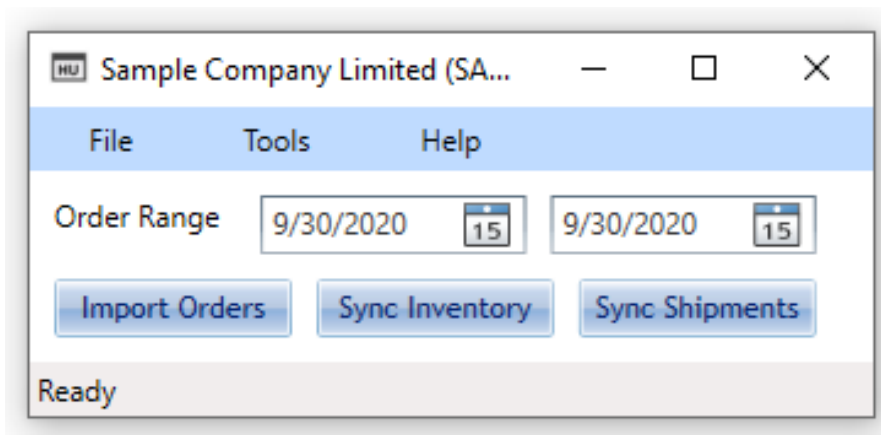 HU Sample Company Limited (SA...
File Tools Help
Order Range 9/30/2020 15 9/30/2020 15
Import Orders Sync Inventory Sync Shipments
Ready